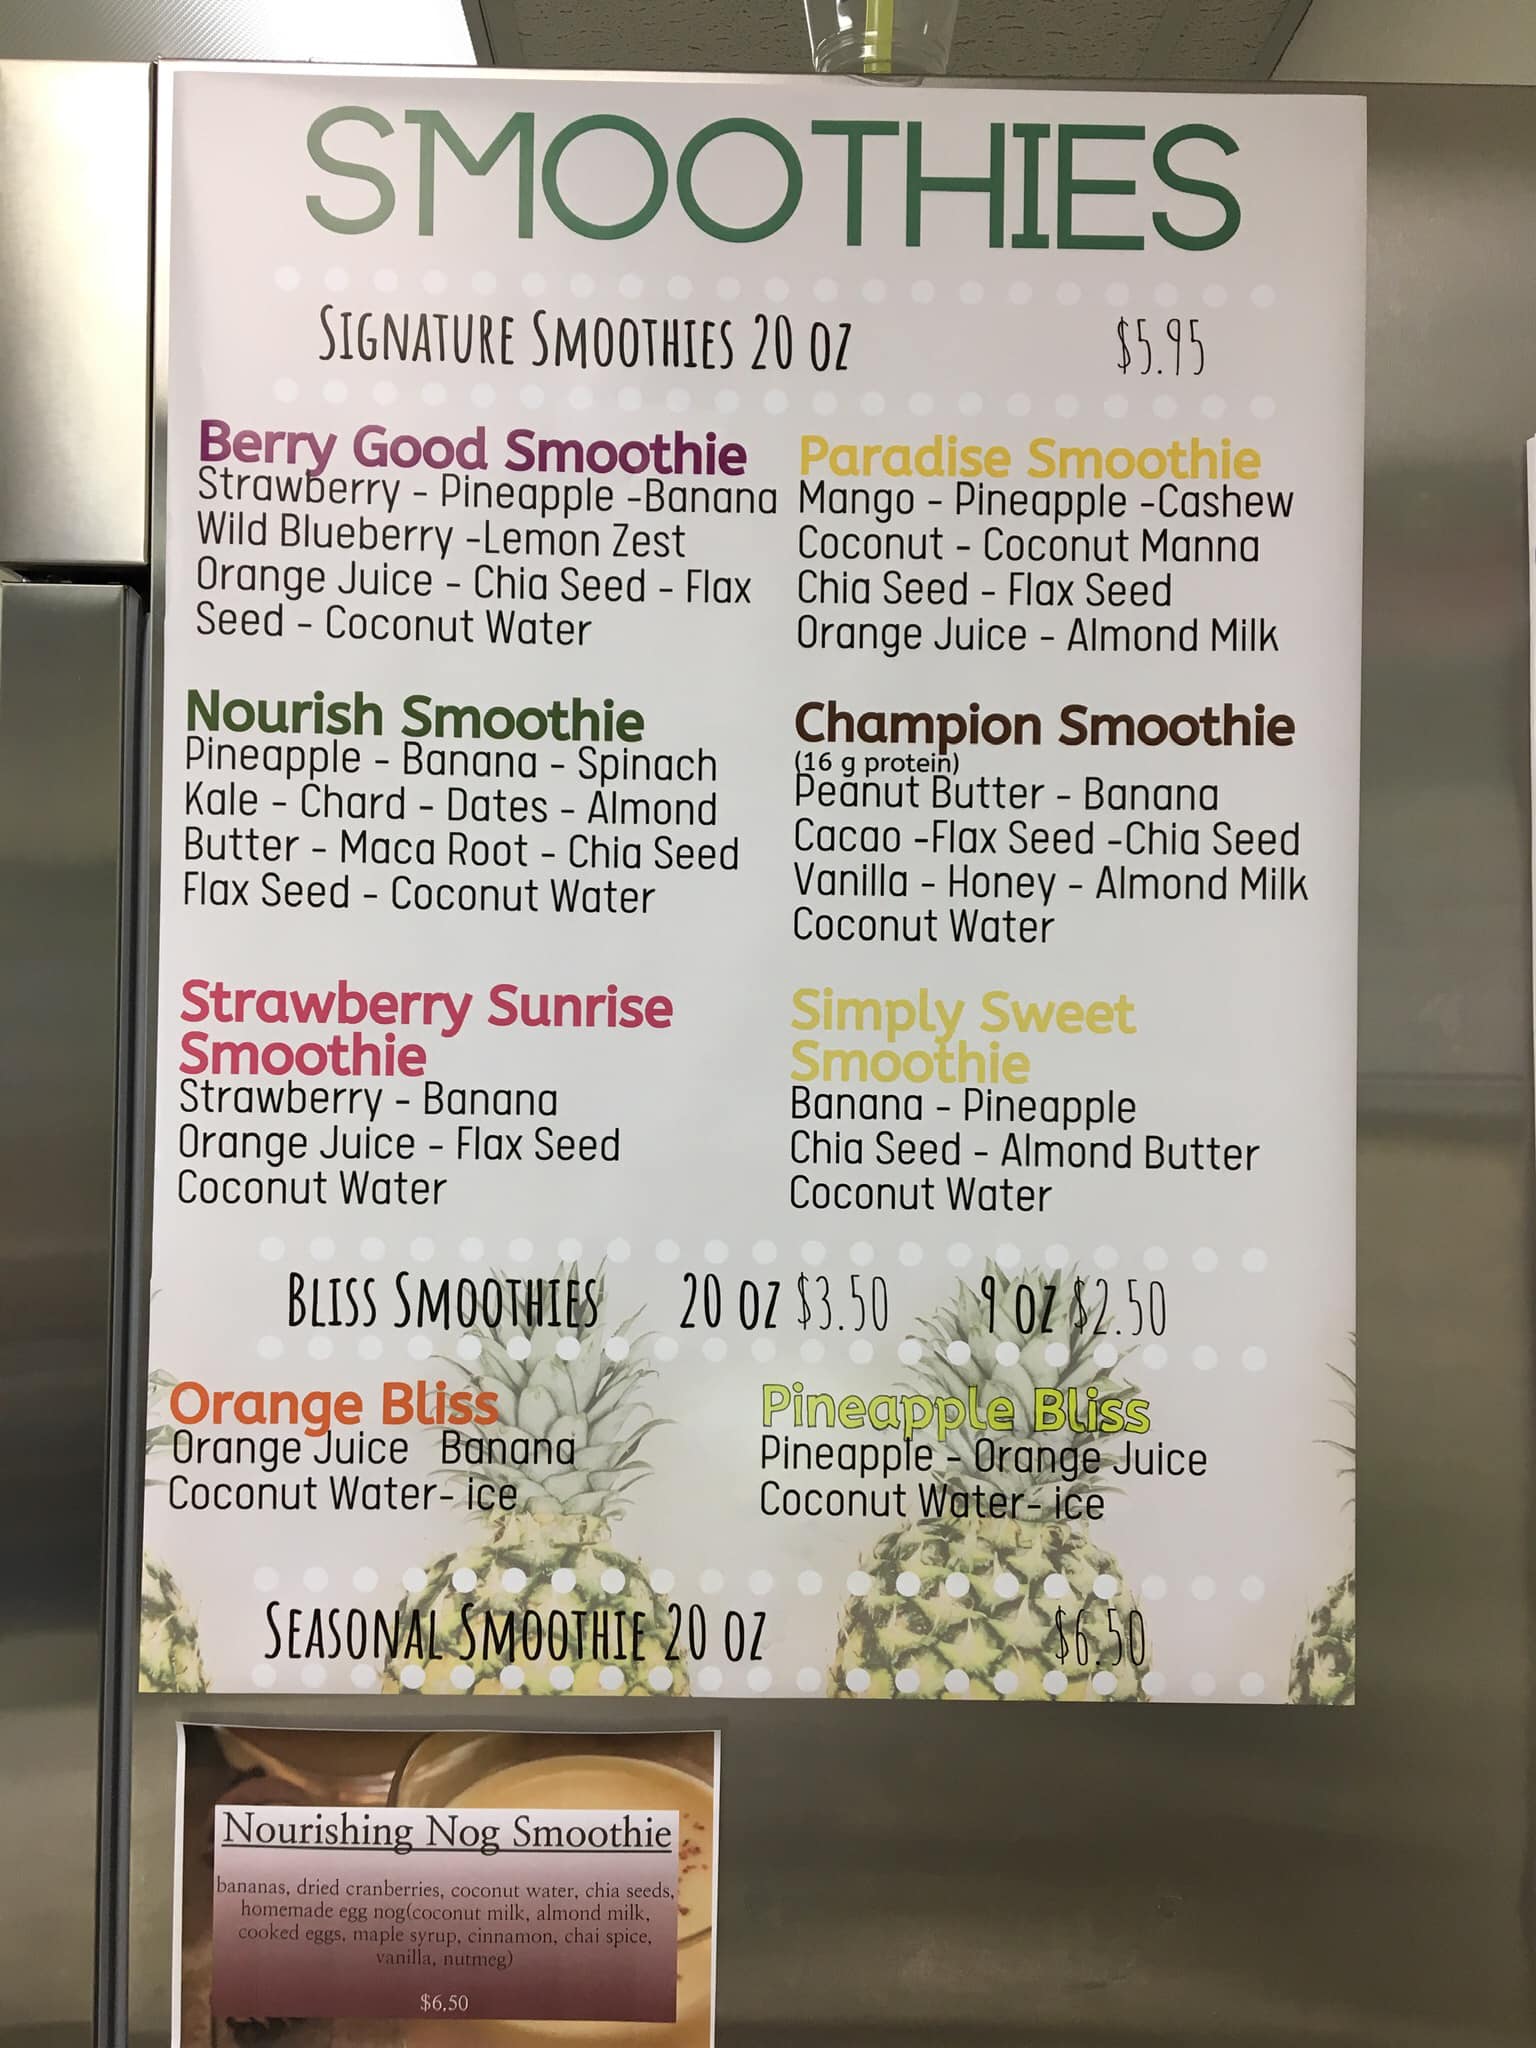 SMOOTHIES
SIGNATURE SMOOTHIES 20 OZ $5.95
Berry Good Smoothie
Strawberry - Pineapple -Banana
Wild Blueberry -Lemon Zest
Orange Juice - Chia Seed - Flax
Seed - Coconut Water
Paradise Smoothie
Mango - Pineapple -Cashew
Coconut - Coconut Manna
Chia Seed - Flax Seed
Orange Juice - Almond Milk
Nourish Smoothie
Pineapple - Banana - Spinach
Kale - Chard - Dates - Almond
Butter - Maca Root - Chia Seed
Flax Seed - Coconut Water
Champion Smoothie
(16 g protein)
Peanut Butter - Banana
Cacao -Flax Seed -Chia Seed
Vanilla - Honey - Almond Milk
Coconut Water
Strawberry Sunrise
Smoothie
Strawberry - Banana
Orange Juice - Flax Seed
Coconut Water
Simply Sweet
Smoothie
Banana - Pineapple
Chia Seed - Almond Butter
Coconut Water
BLISS SMOOTHIES 20 OZ $3.50 9 OZ $2.50
Orange Bliss
Orange Juice Banana
Coconut Water- ice
Pineapple Bliss
Pineapple - Orange Juice
Coconut Water- ice
SEASONAL SMOOTHIE 20 OZ $6.50
Nourishing Nog Smoothie
bananas, dried cranberries, coconut water, chia seeds,
homemade egg nog(coconut milk, almond milk,
cooked eggs, maple syrup, cinnamon, chai spice,
vanilla, nutmeg)
$6.50